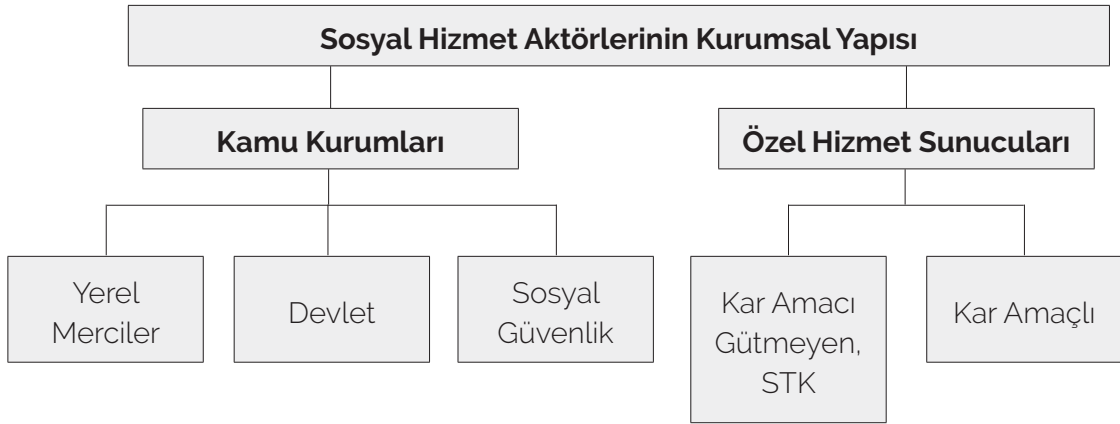 Sosyal Hizmet Aktörlerinin Kurumsal Yapısı
Kamu Kurumları
Özel Hizmet Sunucuları
Yerel
Merciler
Devlet
Sosyal
Güvenlik
Kar Amacı
Gütmeyen,
STK
Kar Amaçlı